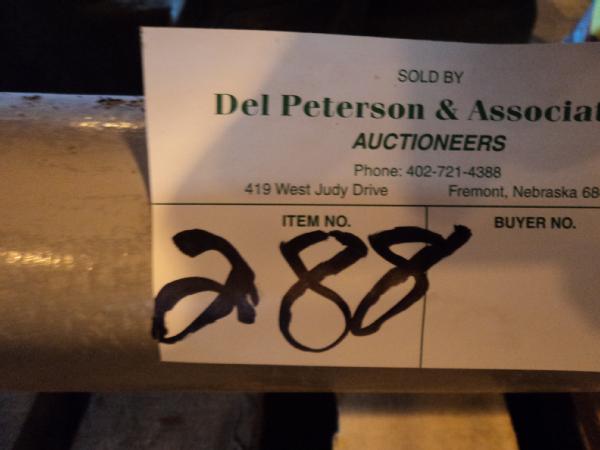 SOLD BY
Del Peterson & Associat
AUCTIONEERS
Phone: 402-721-4388
419 West Judy Drive Fremont, Nebraska 68
ITEM NO. BUYER NO.
288